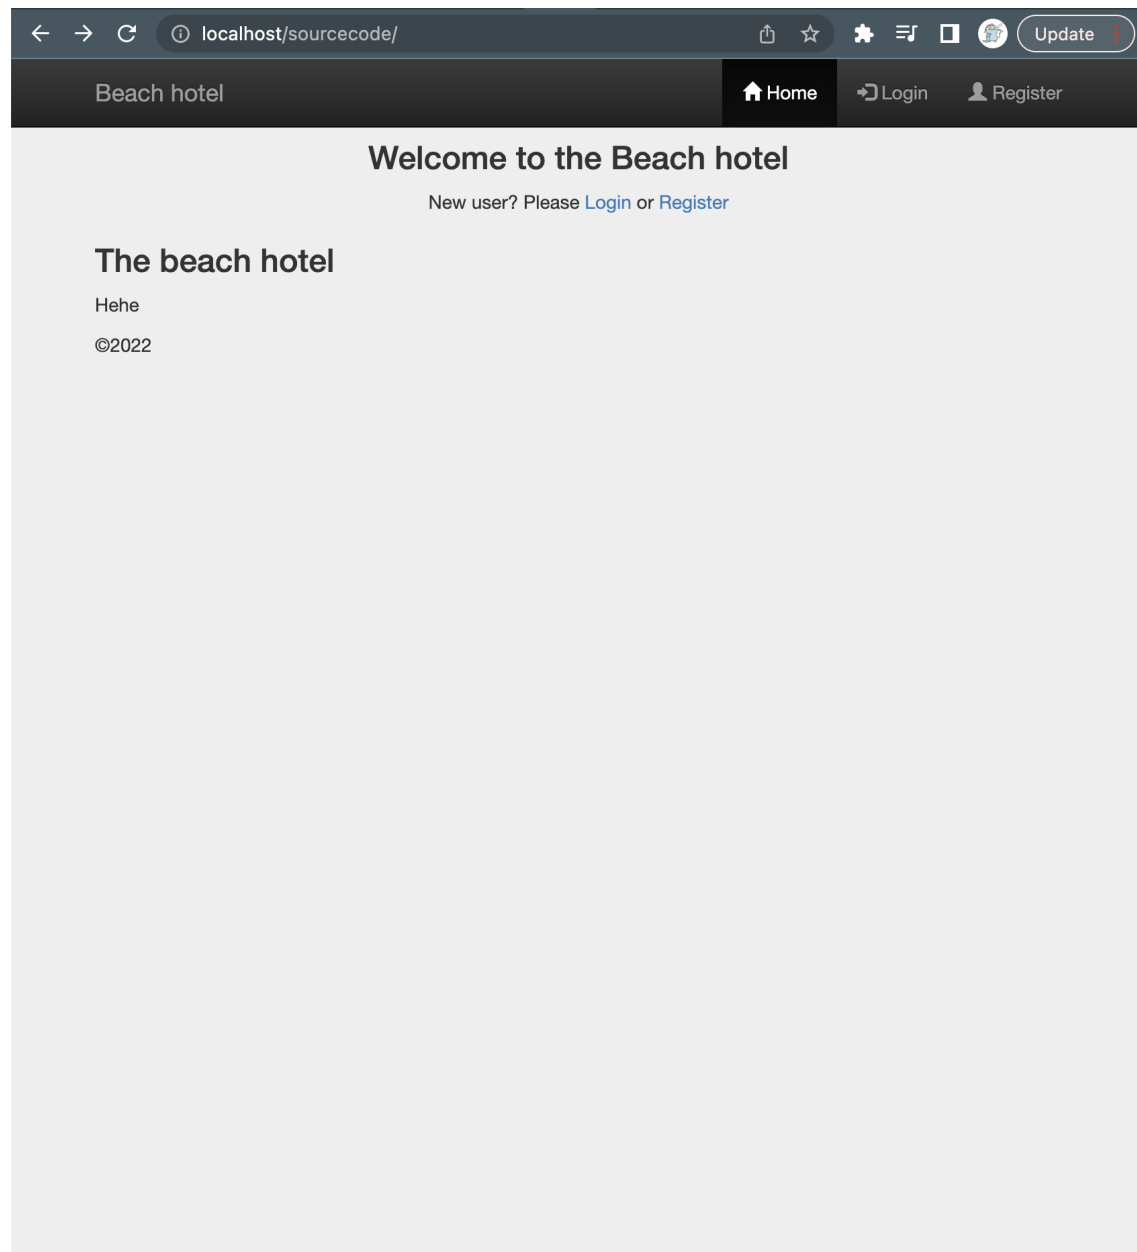 localhost/sourcecode/
Update
Beach hotel
Home
Login
Register
Welcome to the Beach hotel
New user? Please Login or Register
The beach hotel
Hehe
©2022